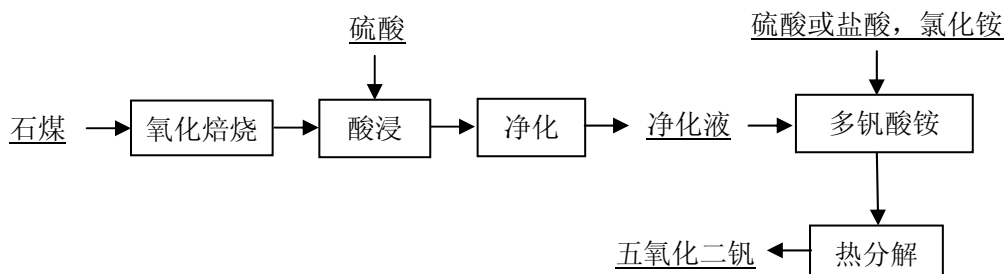 硫酸
硫酸或盐酸，氯化铵
石煤
氧化焙烧
酸浸
净化
净化液
多钒酸铵
五氧化二钒
热分解